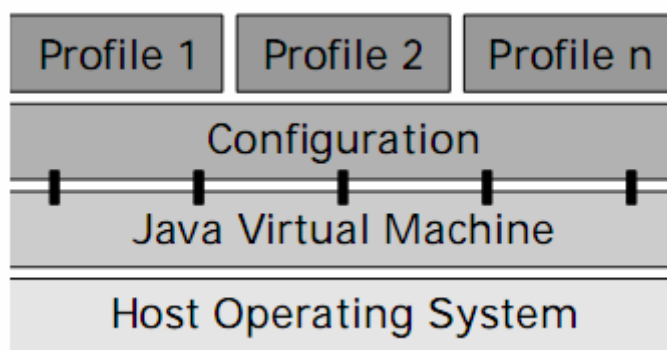 Profile 1 Profile 2 Profile n
Configuration
Java Virtual Machine
Host Operating System